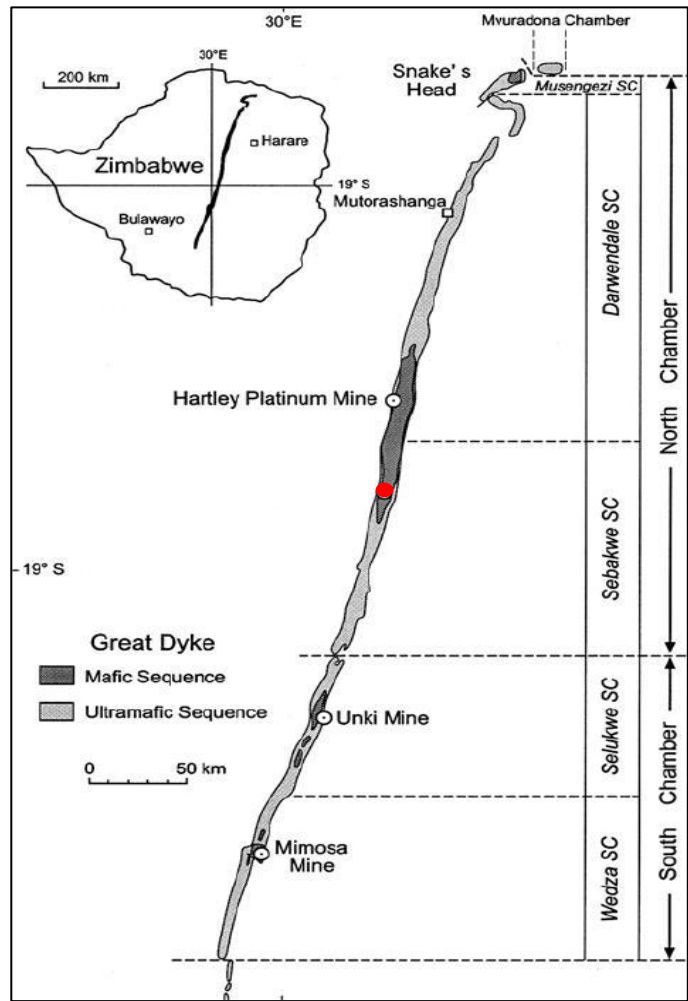 30°E
Mvuradona Chamber
30°E
200 km
Snake' s
Head
Musengezi SC
Harare
Zimbabwe
19° S
Mutorashanga
Bulawayo
Darwendale SC
North Chamber
Hartley Platinum Mine
Sebakwe SC
19° S
Great Dyke
Mafic Sequence
Ultramafic Sequence
Selukwe SC
Unki Mine
0 50 km
South Chamber
Mimosa
Mine
Wedza SC